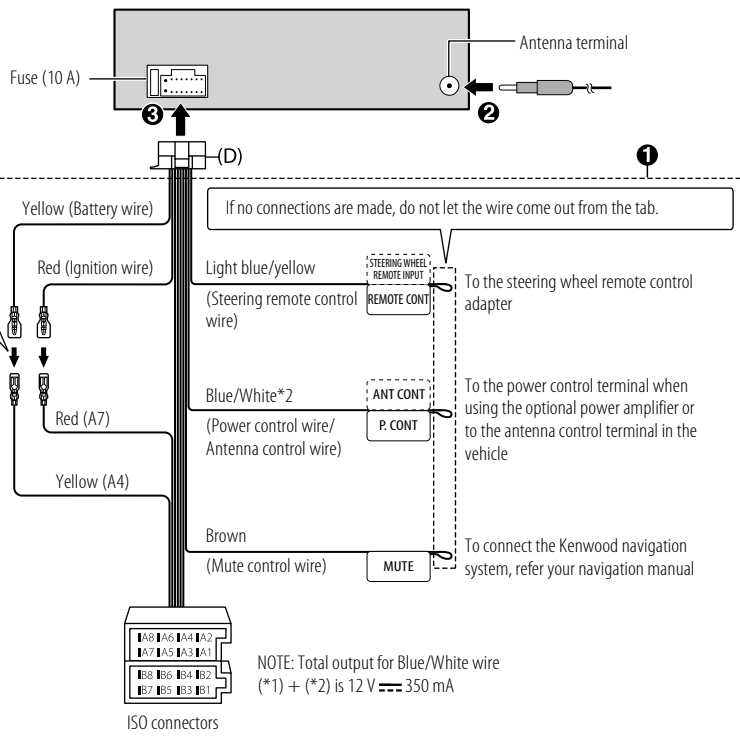 Antenna terminal
Fuse (10 A)
❸
❷
(D)
❶
If no connections are made, do not let the wire come out from the tab.
Yellow (Battery wire)
Red (Ignition wire)
Light blue/yellow
(Steering remote control
wire)
STEERING WHEEL
REMOTE INPUT
REMOTE CONT
To the steering wheel remote control
adapter
Blue/White*2
(Power control wire/
Antenna control wire)
ANT CONT
P. CONT
To the power control terminal when
using the optional power amplifier or
to the antenna control terminal in the
vehicle
Red (A7)
Yellow (A4)
Brown
(Mute control wire)
MUTE
To connect the Kenwood navigation
system, refer your navigation manual
A8 A6 A4 A2
A7 A5 A3 A1
B8 B6 B4 B2
B7 B5 B3 B1
ISO connectors
NOTE: Total output for Blue/White wire
(*1) + (*2) is 12 V ⎓ 350 mA